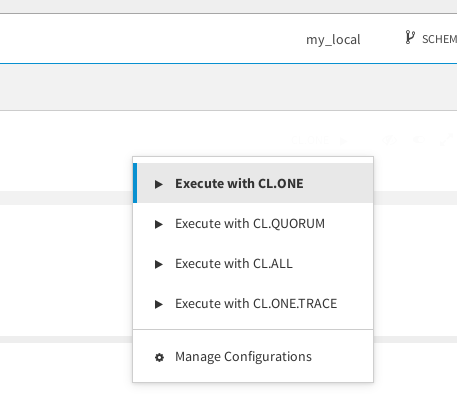 my_local
SCHEM
Execute with CL.ONE
Execute with CL.QUORUM
Execute with CL.ALL
Execute with CL.ONE.TRACE
Manage Configurations